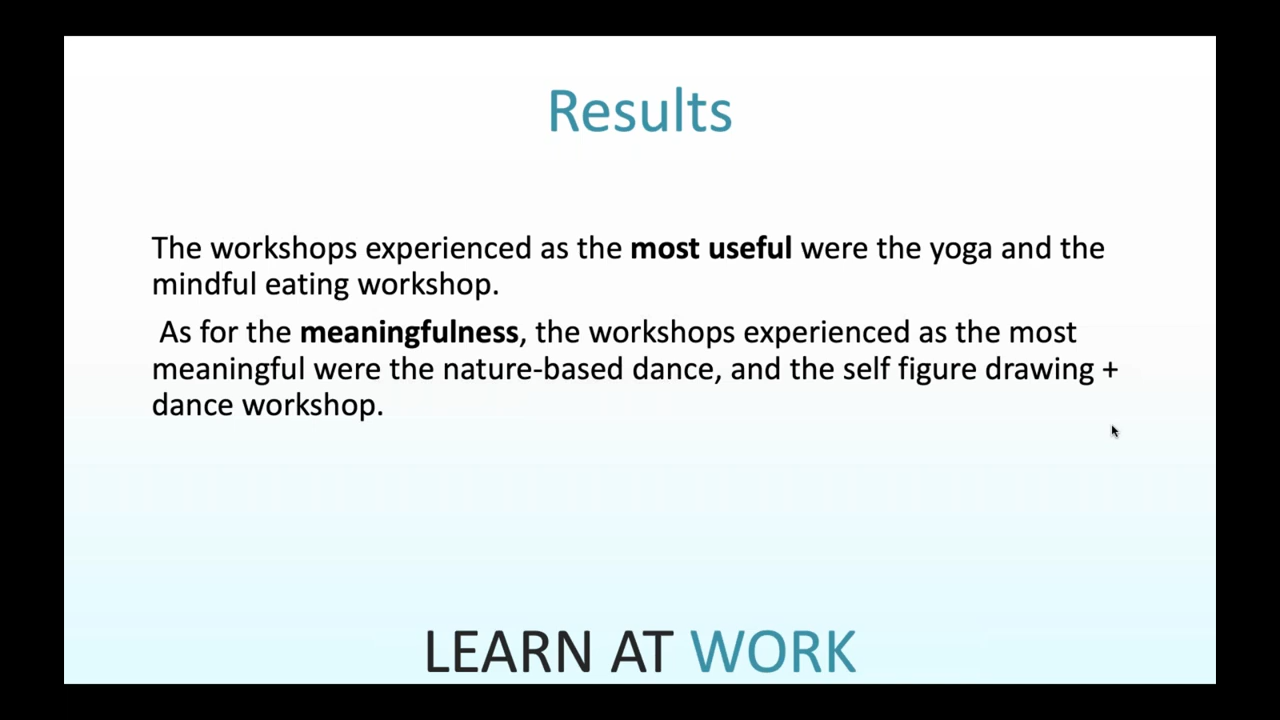 Results
The workshops experienced as the most useful were the yoga and the
mindful eating workshop.
As for the meaningfulness, the workshops experienced as the most
meaningful were the nature-based dance, and the self figure drawing +
dance workshop.
LEARN AT WORK